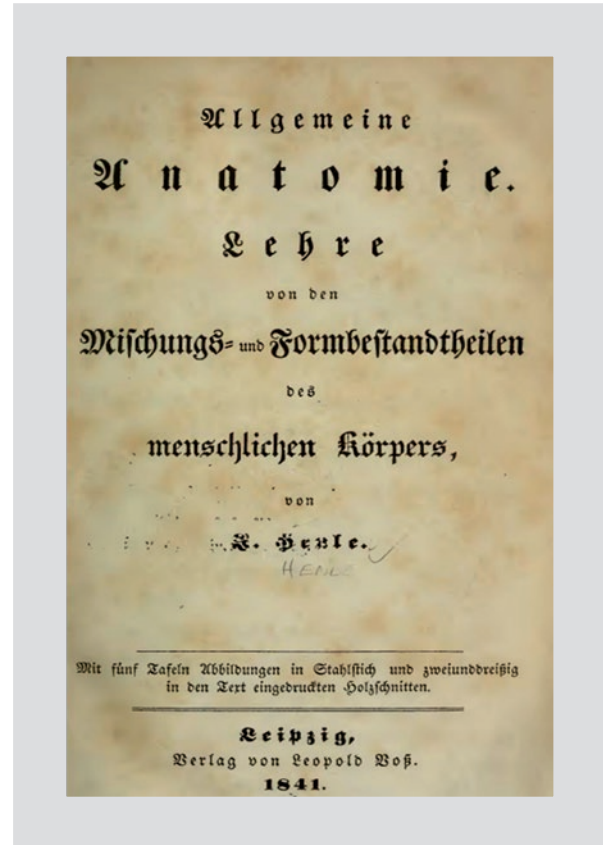 Allgemeine
Anatomie.
Lehre
von den
Mischungs- und Formbestandtheilen
des
menschlichen Körpers,
von
J. Henle.
HENLE
Mit fünf Tafeln Abbildungen in Stahlstich und zweiunddreißig
in den Text eingedruckten Holzschnitten.
Leipzig,
Verlag von Leopold Voß.
1841.